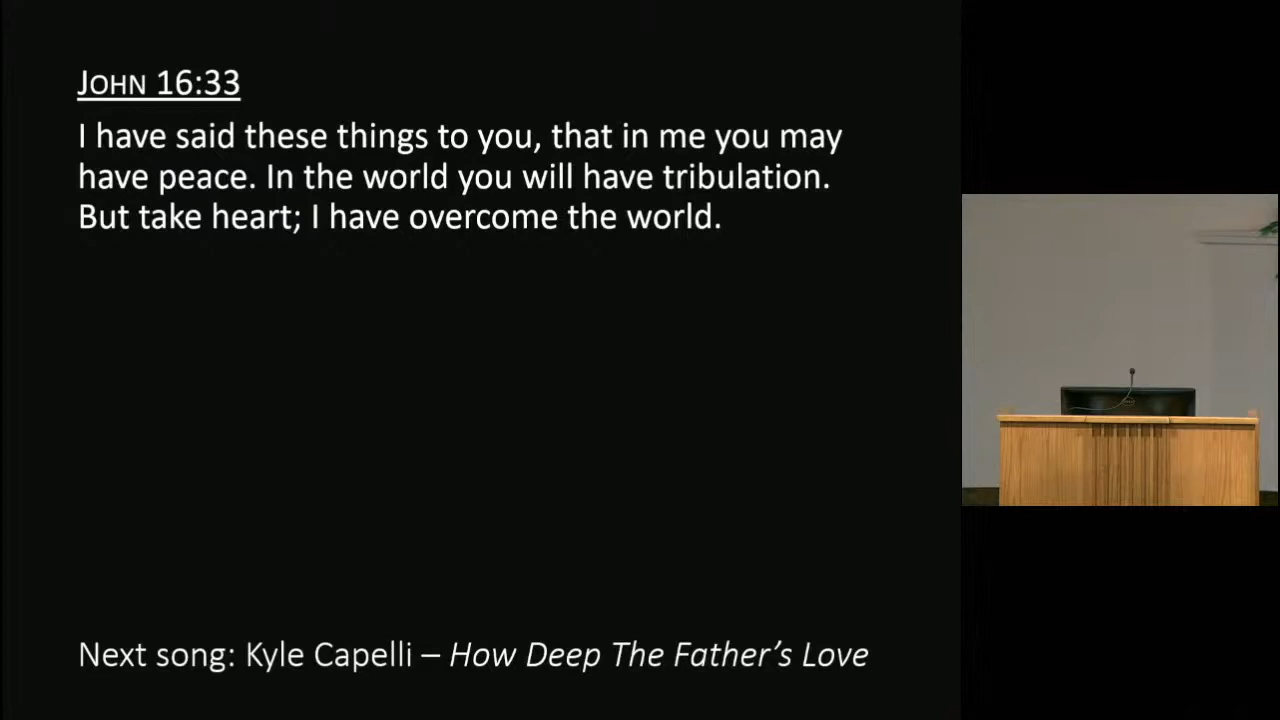 John 16:33
I have said these things to you, that in me you may
have peace. In the world you will have tribulation.
But take heart; I have overcome the world.
Next song: Kyle Capelli – How Deep The Father’s Love